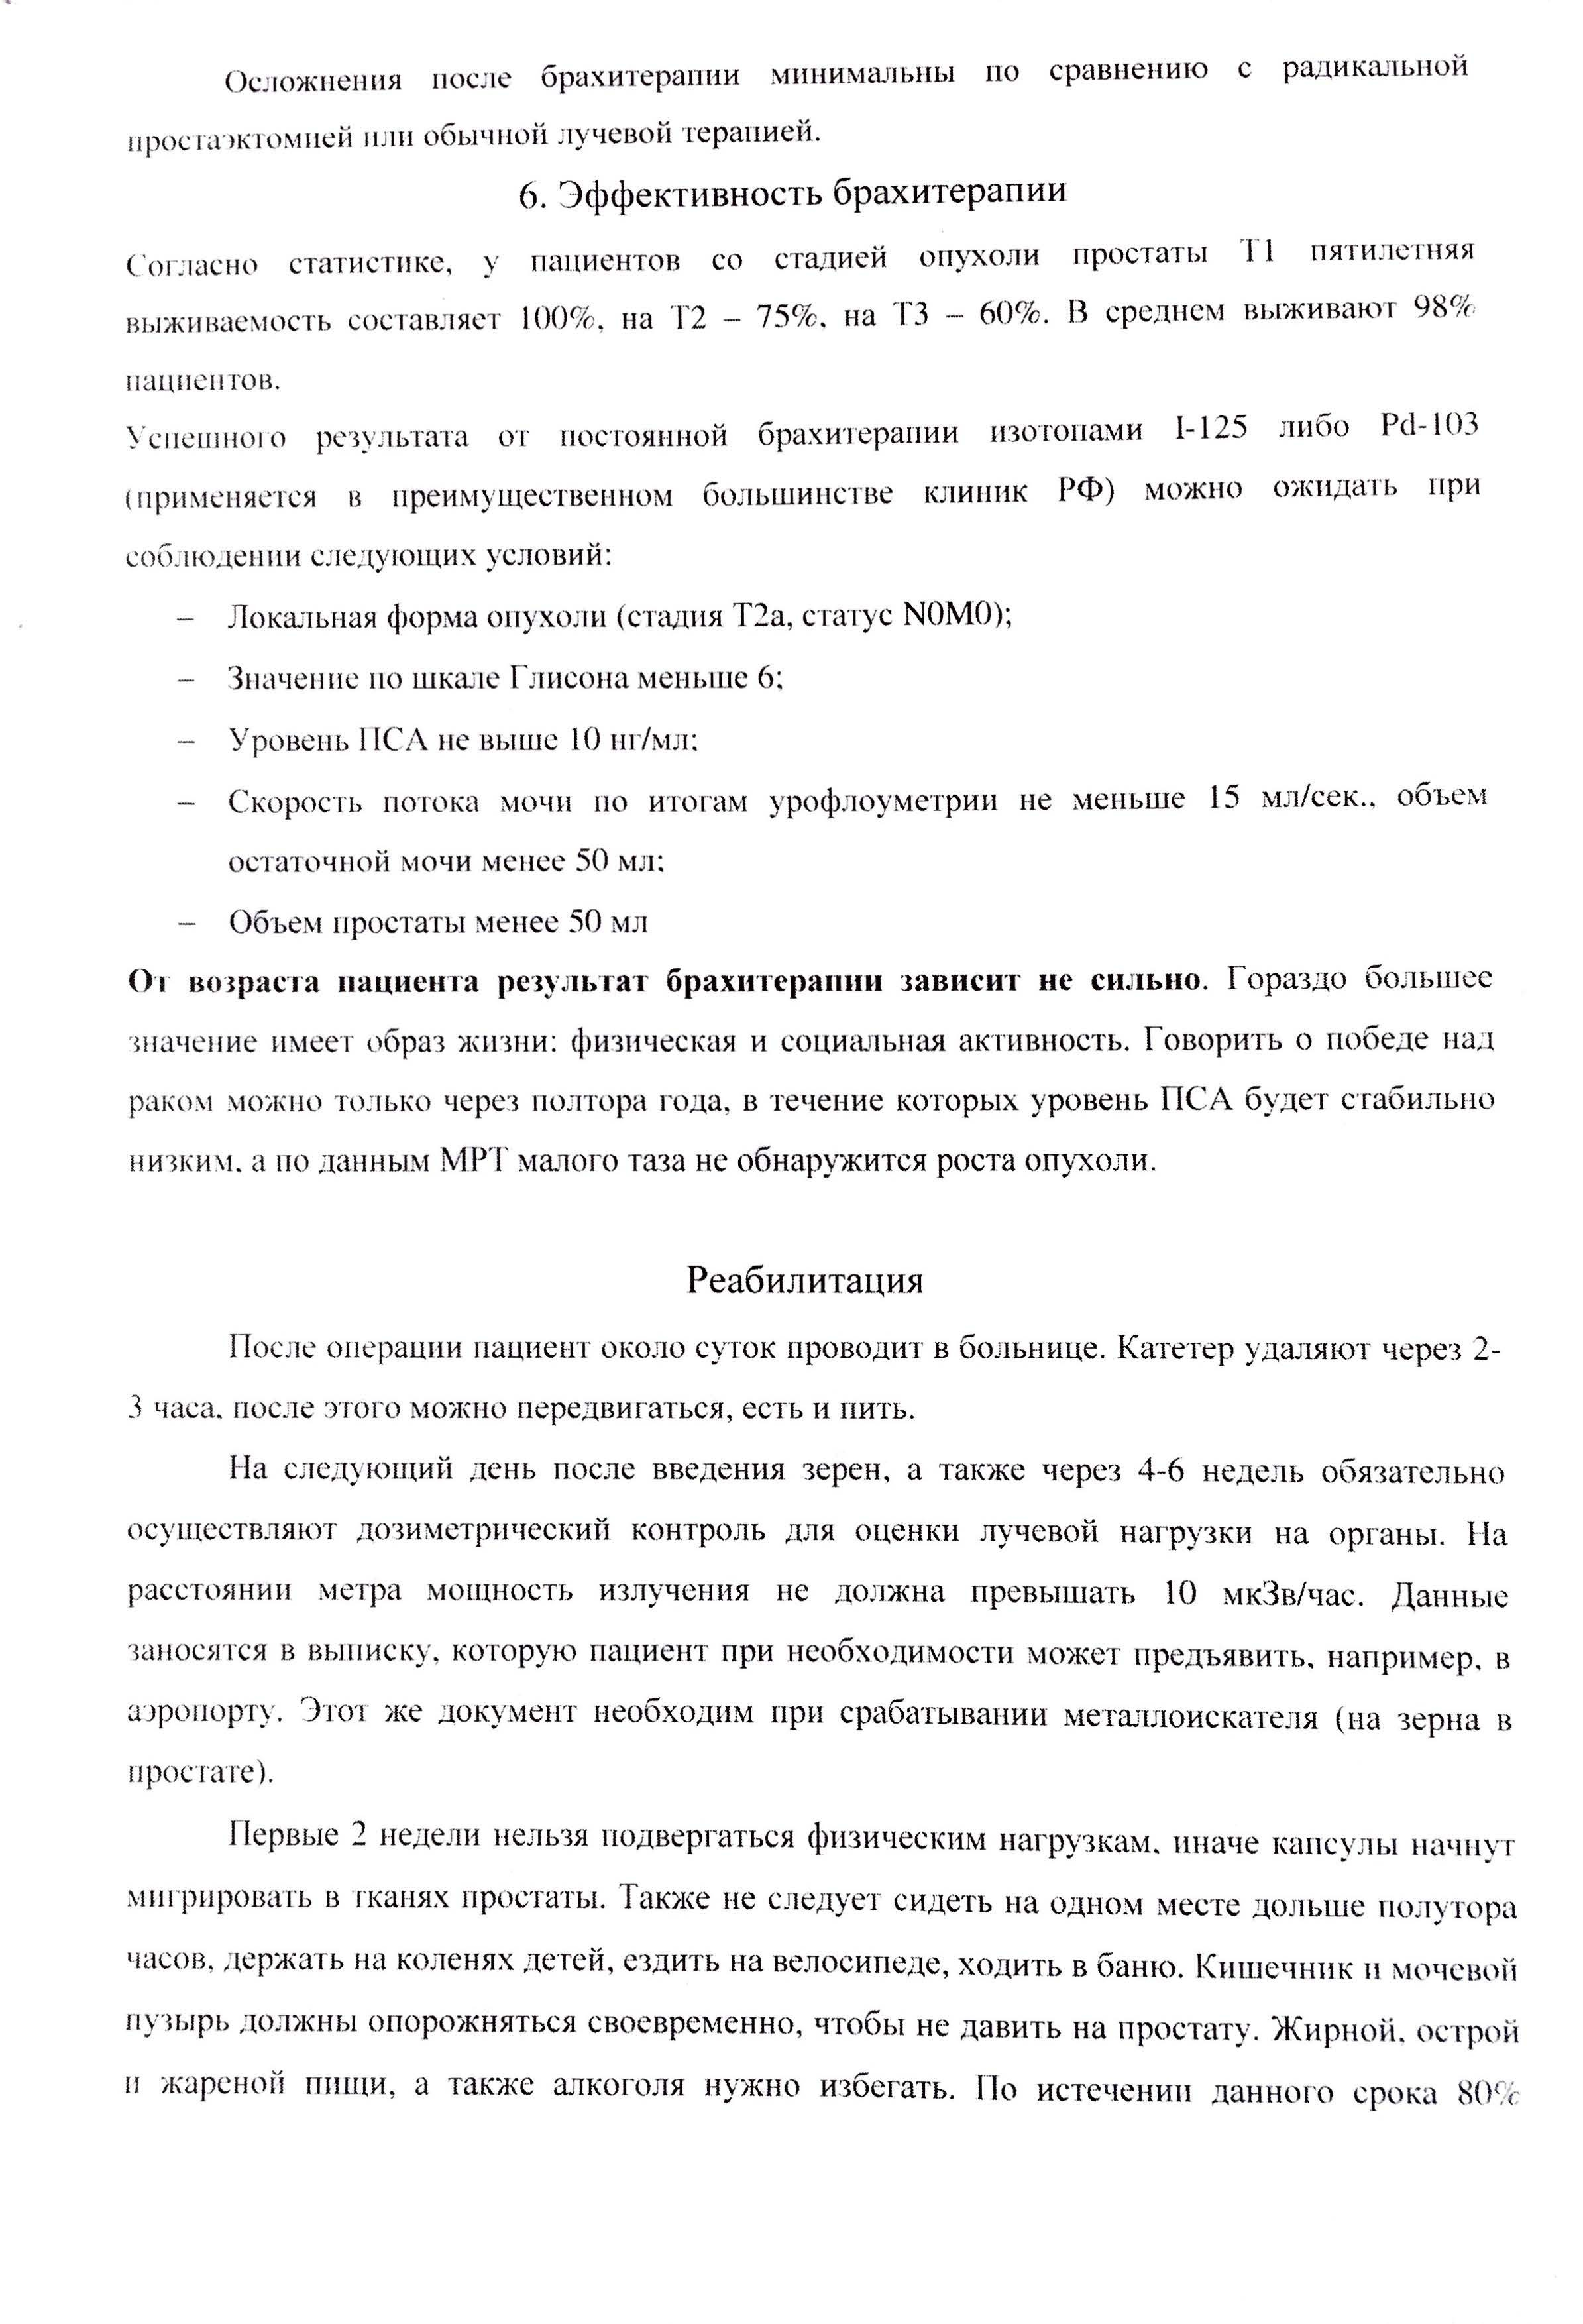 Осложнения после брахитерапии минимальны по сравнению с радикальной
простаэктомией или обычной лучевой терапией.
6. Эффективность брахитерапии
Согласно статистике, у пациентов со стадией опухоли простаты Т1 пятилетняя
выживаемость составляет 100%, на Т2 – 75%, на Т3 – 60%. В среднем выживают 98%
пациентов.
Успешного результата от постоянной брахитерапии изотопами I-125 либо Pd-103
(применяется в преимущественном большинстве клиник РФ) можно ожидать при
соблюдении следующих условий:
– Локальная форма опухоли (стадия Т2а, статус N0M0);
– Значение по шкале Глисона меньше 6;
– Уровень ПСА не выше 10 нг/мл;
– Скорость потока мочи по итогам урофлоуметрии не меньше 15 мл/сек., объем
остаточной мочи менее 50 мл;
– Объем простаты менее 50 мл
От возраста пациента результат брахитерапии зависит не сильно. Гораздо большее
значение имеет образ жизни: физическая и социальная активность. Говорить о победе над
раком можно только через полтора года, в течение которых уровень ПСА будет стабильно
низким, а по данным МРТ малого таза не обнаружится роста опухоли.
Реабилитация
После операции пациент около суток проводит в больнице. Катетер удаляют через 2-
3 часа, после этого можно передвигаться, есть и пить.
На следующий день после введения зерен, а также через 4-6 недель обязательно
осуществляют дозиметрический контроль для оценки лучевой нагрузки на органы. На
расстоянии метра мощность излучения не должна превышать 10 мкЗв/час. Данные
заносятся в выписку, которую пациент при необходимости может предъявить, например, в
аэропорту. Этот же документ необходим при срабатывании металлоискателя (на зерна в
простате).
Первые 2 недели нельзя подвергаться физическим нагрузкам, иначе капсулы начнут
мигрировать в тканях простаты. Также не следует сидеть на одном месте дольше полутора
часов, держать на коленях детей, ездить на велосипеде, ходить в баню. Кишечник и мочевой
пузырь должны опорожняться своевременно, чтобы не давить на простату. Жирной, острой
и жареной пищи, а также алкоголя нужно избегать. По истечении данного срока 80%